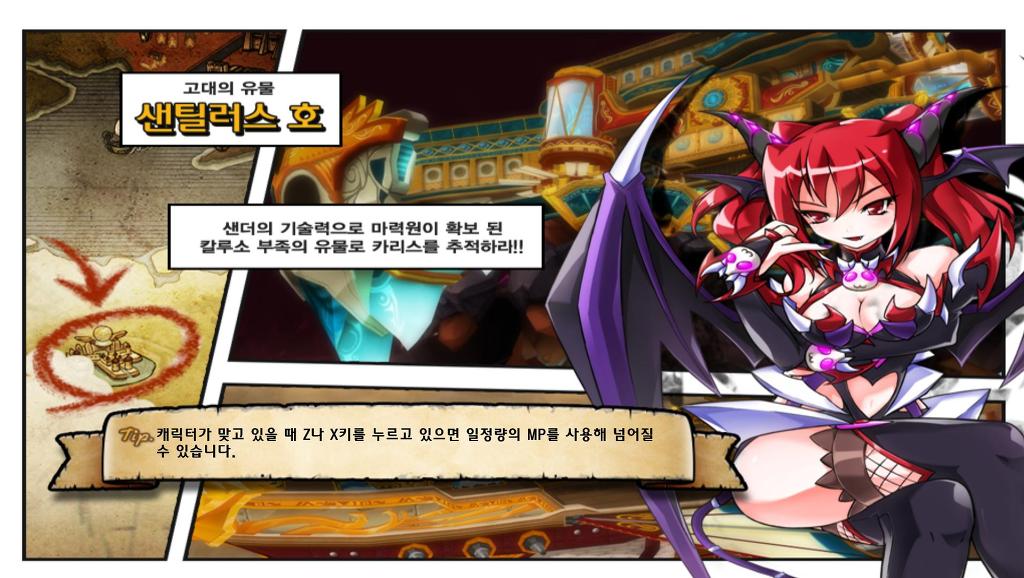 고대의 유물
샌틸러스 호
샌더의 기술력으로 마력원이 확보 된
칼루소 부족의 유물로 카리스를 추적하라!!
Tip. 캐릭터가 맞고 있을 때 Z나 X키를 누르고 있으면 일정량의 MP를 사용해 넘어질
수 있습니다.